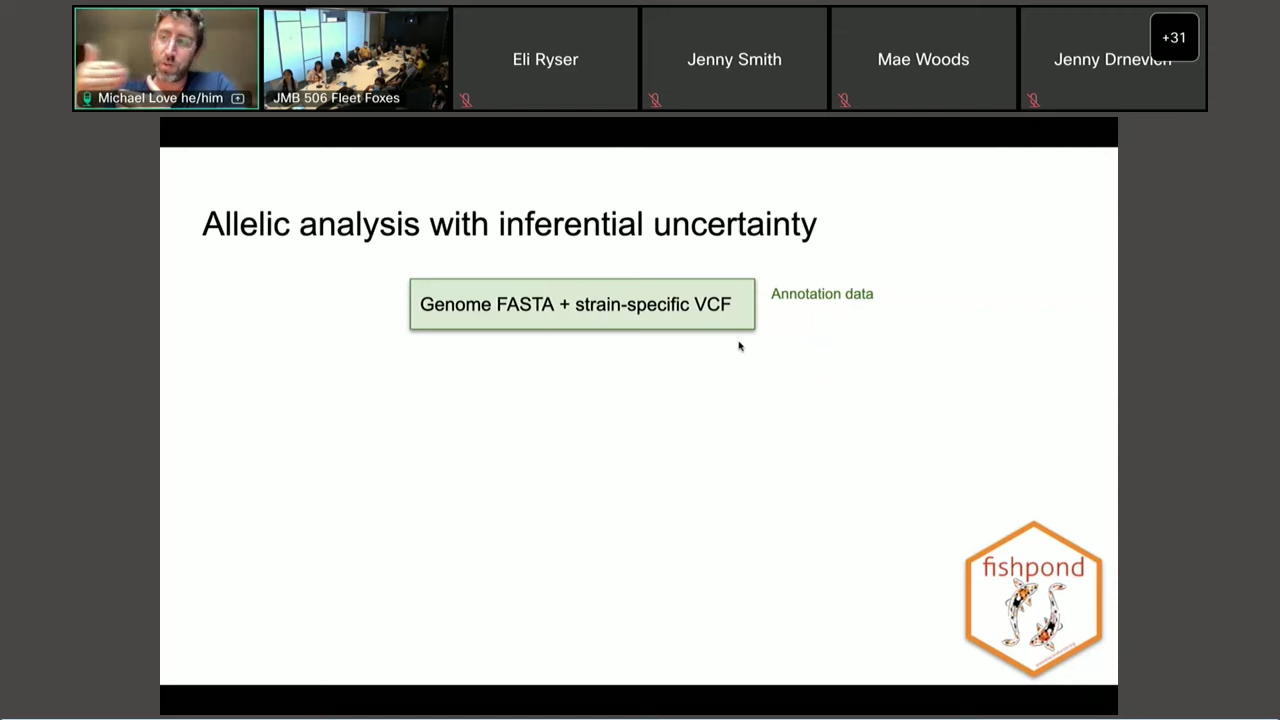 Michael Love he/him
JMB 506 Fleet Foxes
Eli Ryser
Jenny Smith
Mae Woods
Jenny Drnevich
+31
Allelic analysis with inferential uncertainty
Genome FASTA + strain-specific VCF
Annotation data
fishpond